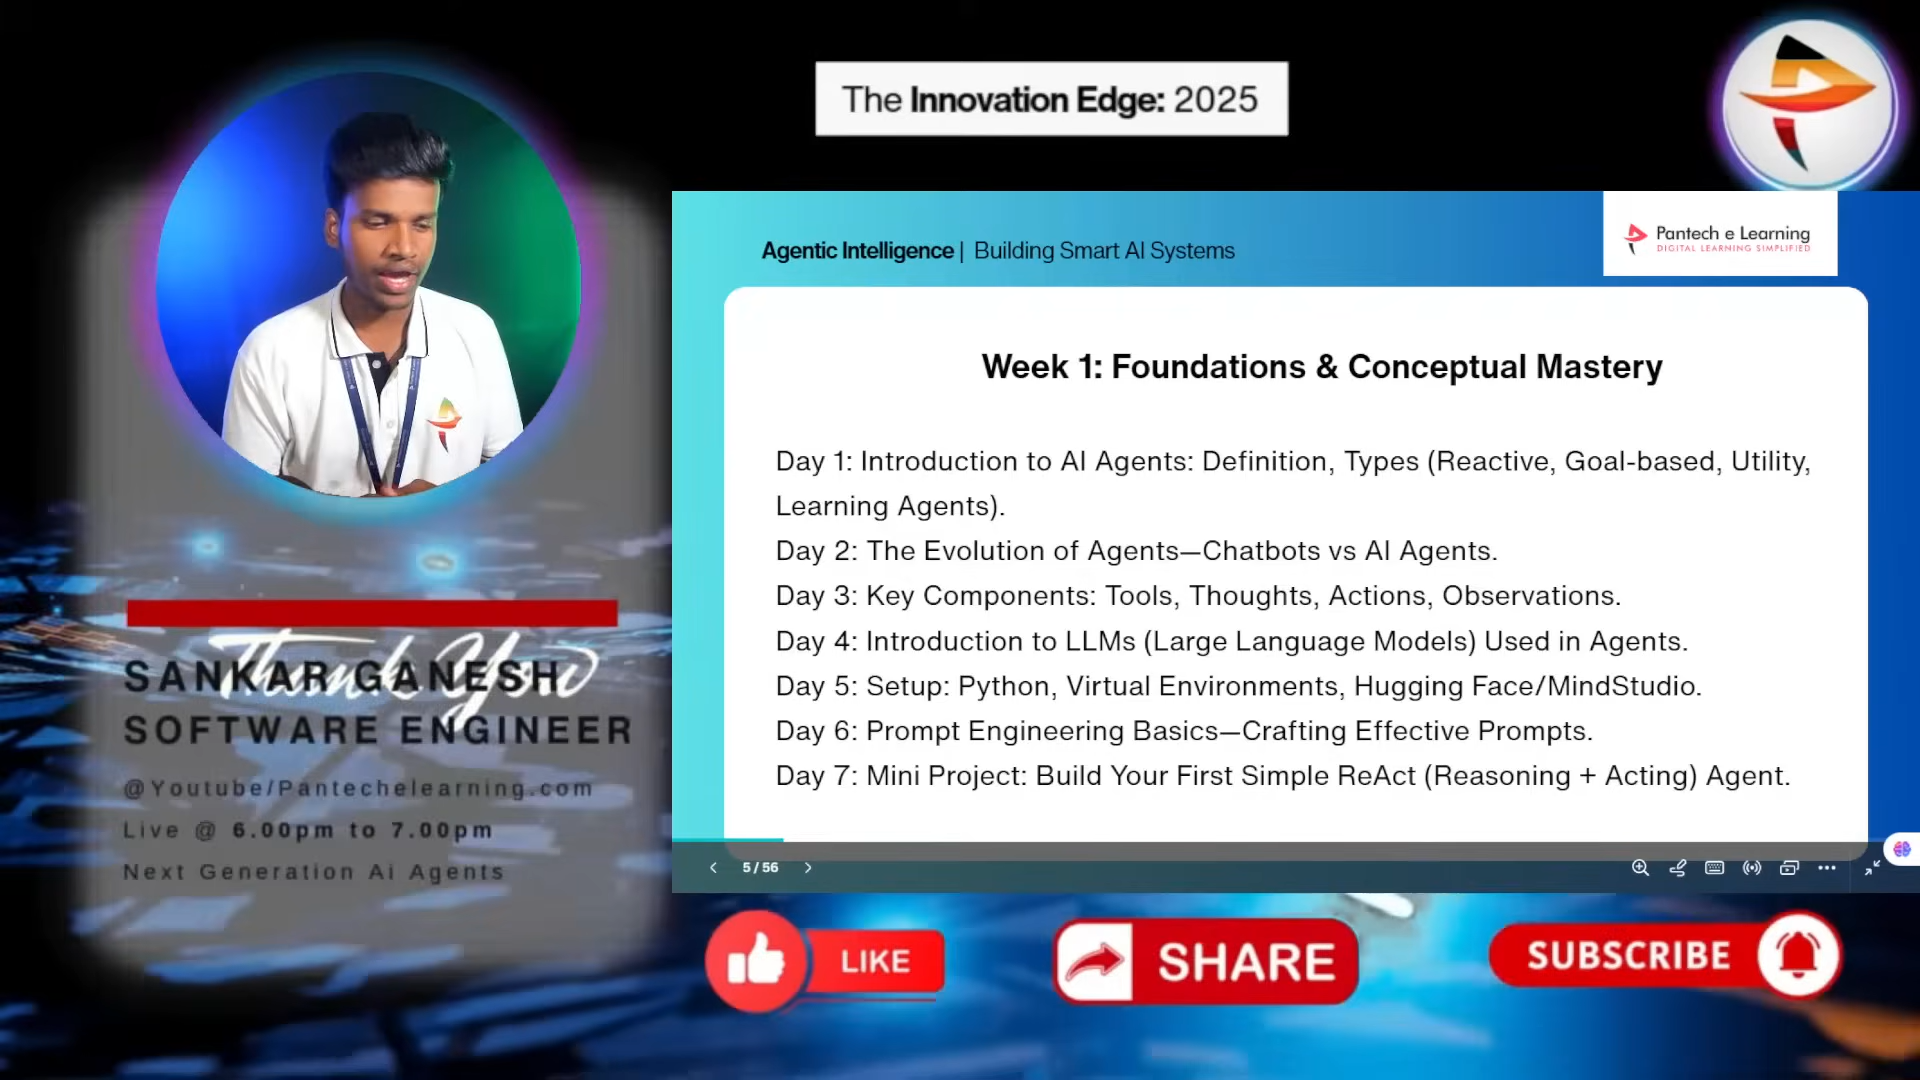 The Innovation Edge: 2025
Agentic Intelligence | Building Smart AI Systems
Pantech e Learning
DIGITAL LEARNING SIMPLIFIED
Week 1: Foundations & Conceptual Mastery
Day 1: Introduction to AI Agents: Definition, Types (Reactive, Goal-based, Utility,
Learning Agents).
Day 2: The Evolution of Agents—Chatbots vs AI Agents.
Day 3: Key Components: Tools, Thoughts, Actions, Observations.
Day 4: Introduction to LLMs (Large Language Models) Used in Agents.
Day 5: Setup: Python, Virtual Environments, Hugging Face/MindStudio.
Day 6: Prompt Engineering Basics—Crafting Effective Prompts.
Day 7: Mini Project: Build Your First Simple ReAct (Reasoning + Acting) Agent.
5 / 56
Thank You
SANKAR GANESH
SOFTWARE ENGINEER
@Youtube/Pantechelearning.com
Live @ 6.00pm to 7.00pm
Next Generation Ai Agents
LIKE
SHARE
SUBSCRIBE